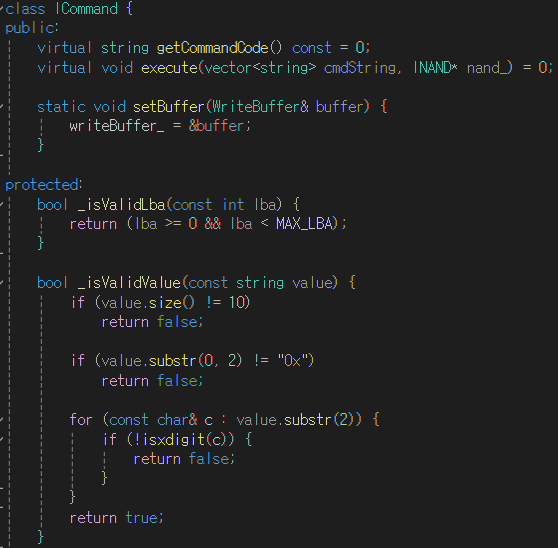 class ICommand {
public:
    virtual string getCommandCode() const = 0;
    virtual void execute(vector<string> cmdString, INAND* nand_) = 0;

    static void setBuffer(WriteBuffer& buffer) {
        writeBuffer_ = &buffer;
    }

protected:
    bool _isValidLba(const int lba) {
        return (lba >= 0 && lba < MAX_LBA);
    }

    bool _isValidValue(const string value) {
        if (value.size() != 10)
            return false;

        if (value.substr(0, 2) != "0x")
            return false;

        for (const char& c : value.substr(2)) {
            if (!isxdigit(c)) {
                return false;
            }
        }
        return true;
    }